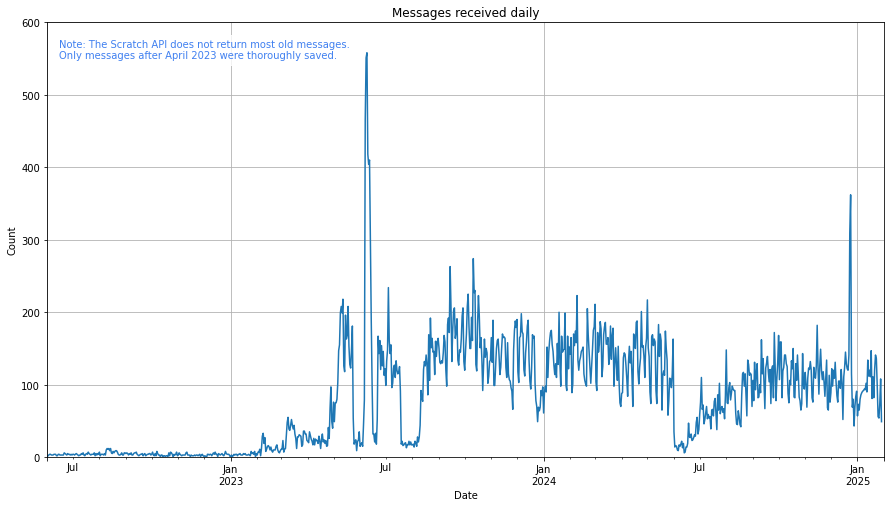 Messages received daily
Note: The Scratch API does not return most old messages.
Only messages after April 2023 were thoroughly saved.
600
500
400
300
200
100
0
Count
Jul
Jan
2023
Jul
Jan
2024
Jul
Jan
2025
Date